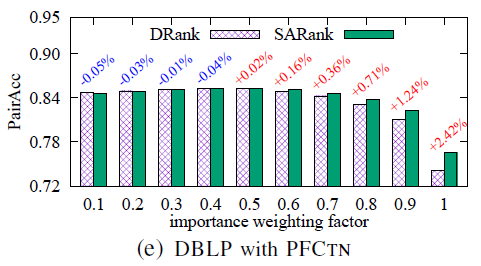 0.95
DRank SARank
0.90
0.84
0.78
0.72
PairAcc
-0.05% -0.03% -0.01% -0.04% +0.02% +0.16% +0.36% +0.71% +1.24% +2.42%
0.1 0.2 0.3 0.4 0.5 0.6 0.7 0.8 0.9 1
importance weighting factor
(e) DBLP with PFCTN